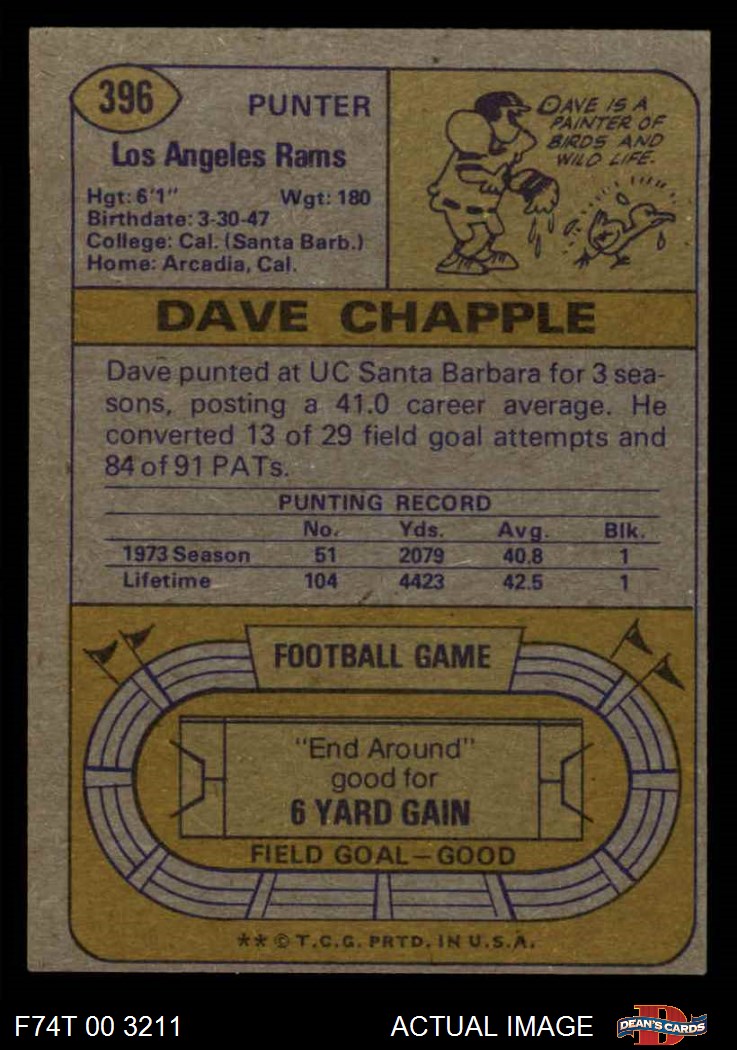 396
PUNTER
Los Angeles Rams
Hgt: 6'1" Wgt: 180
Birthdate: 3-30-47
College: Cal. (Santa Barb.)
Home: Arcadia, Cal.
DAVE IS A
PAINTER OF
BIRDS AND
WILD LIFE.
DAVE CHAPPLE
Dave punted at UC Santa Barbara for 3 sea-
sons, posting a 41.0 career average. He
converted 13 of 29 field goal attempts and
84 of 91 PATs.
PUNTING RECORD
No. Yds. Avg. Blk.
1973 Season 51 2079 40.8 1
Lifetime 104 4423 42.5 1
FOOTBALL GAME
"End Around"
good for
6 YARD GAIN
FIELD GOAL—GOOD
** © T.C.G. PRTD. IN U.S.A.
F74T 00 3211 ACTUAL IMAGE
D
DEAN'S CARDS